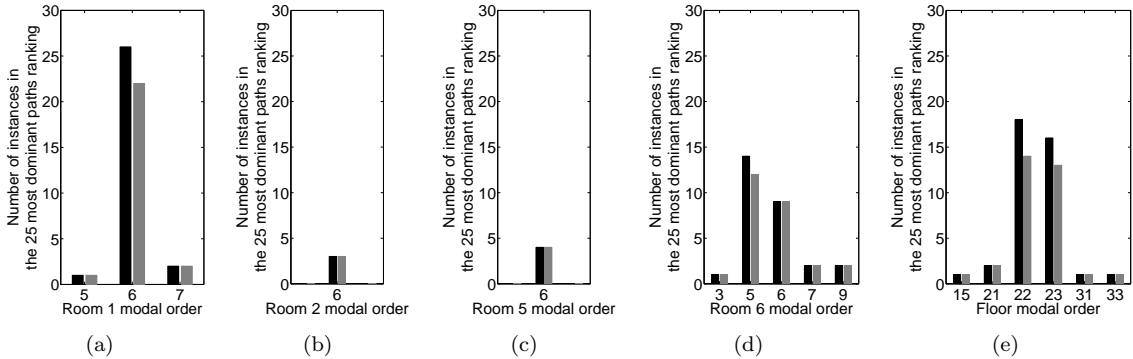 Number of instances in
the 25 most dominant paths ranking
30
25
20
15
10
5
0
5 6 7
Room 1 modal order
(a)
Number of instances in
the 25 most dominant paths ranking
30
25
20
15
10
5
0
6
Room 2 modal order
(b)
Number of instances in
the 25 most dominant paths ranking
30
25
20
15
10
5
0
6
Room 5 modal order
(c)
Number of instances in
the 25 most dominant paths ranking
30
25
20
15
10
5
0
3 5 6 7 9
Room 6 modal order
(d)
Number of instances in
the 25 most dominant paths ranking
30
25
20
15
10
5
0
15 21 22 23 31 33
Floor modal order
(e)